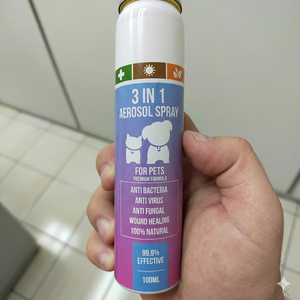 3 IN 1
AEROSOL SPRAY
FOR PETS
PREMIUM FORMULA
ANTI BACTERIA
ANTI VIRUS
ANTI FUNGAL
WOUND HEALING
100% NATURAL
99.9%
EFFECTIVE
100ML